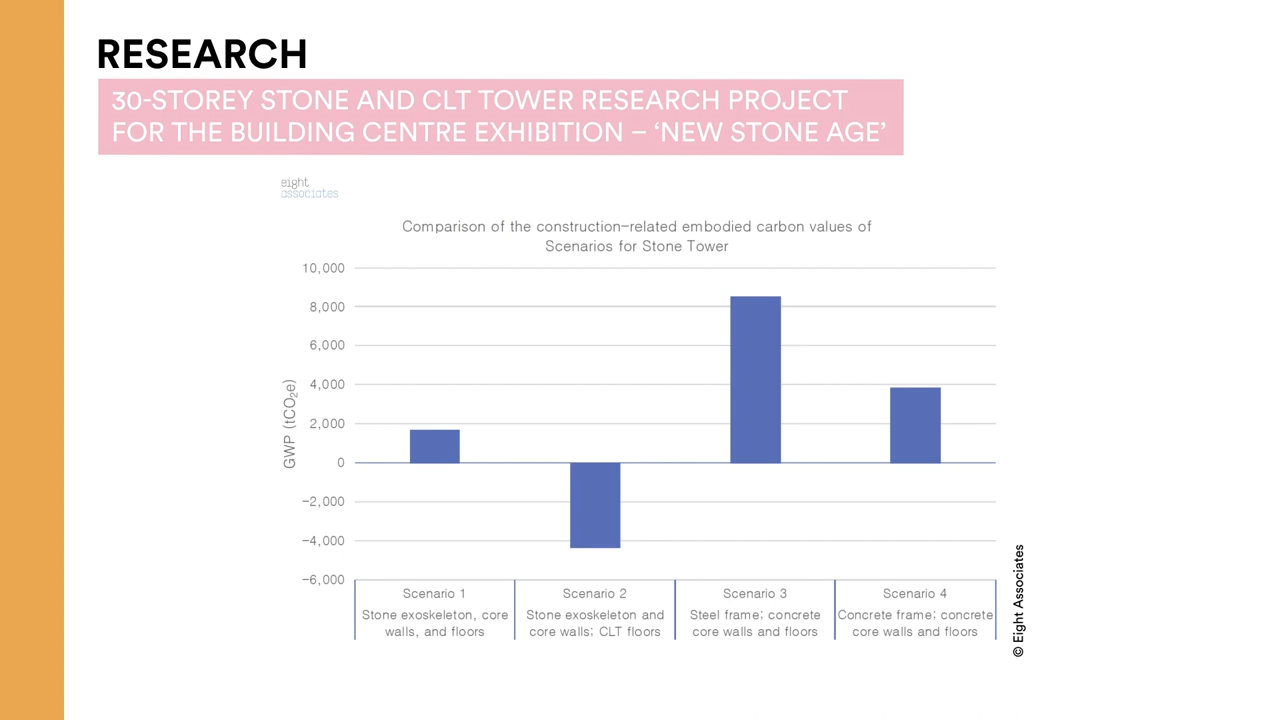 RESEARCH
30-STOREY STONE AND CLT TOWER RESEARCH PROJECT
FOR THE BUILDING CENTRE EXHIBITION – ‘NEW STONE AGE’
eight
associates
Comparison of the construction-related embodied carbon values of
Scenarios for Stone Tower
GWP (tCO₂e)
10,000
8,000
6,000
4,000
2,000
0
-2,000
-4,000
-6,000
Scenario 1
Stone exoskeleton, core
walls, and floors
Scenario 2
Stone exoskeleton and
core walls; CLT floors
Scenario 3
Steel frame; concrete
core walls and floors
Scenario 4
Concrete frame; concrete
core walls and floors
© Eight Associates